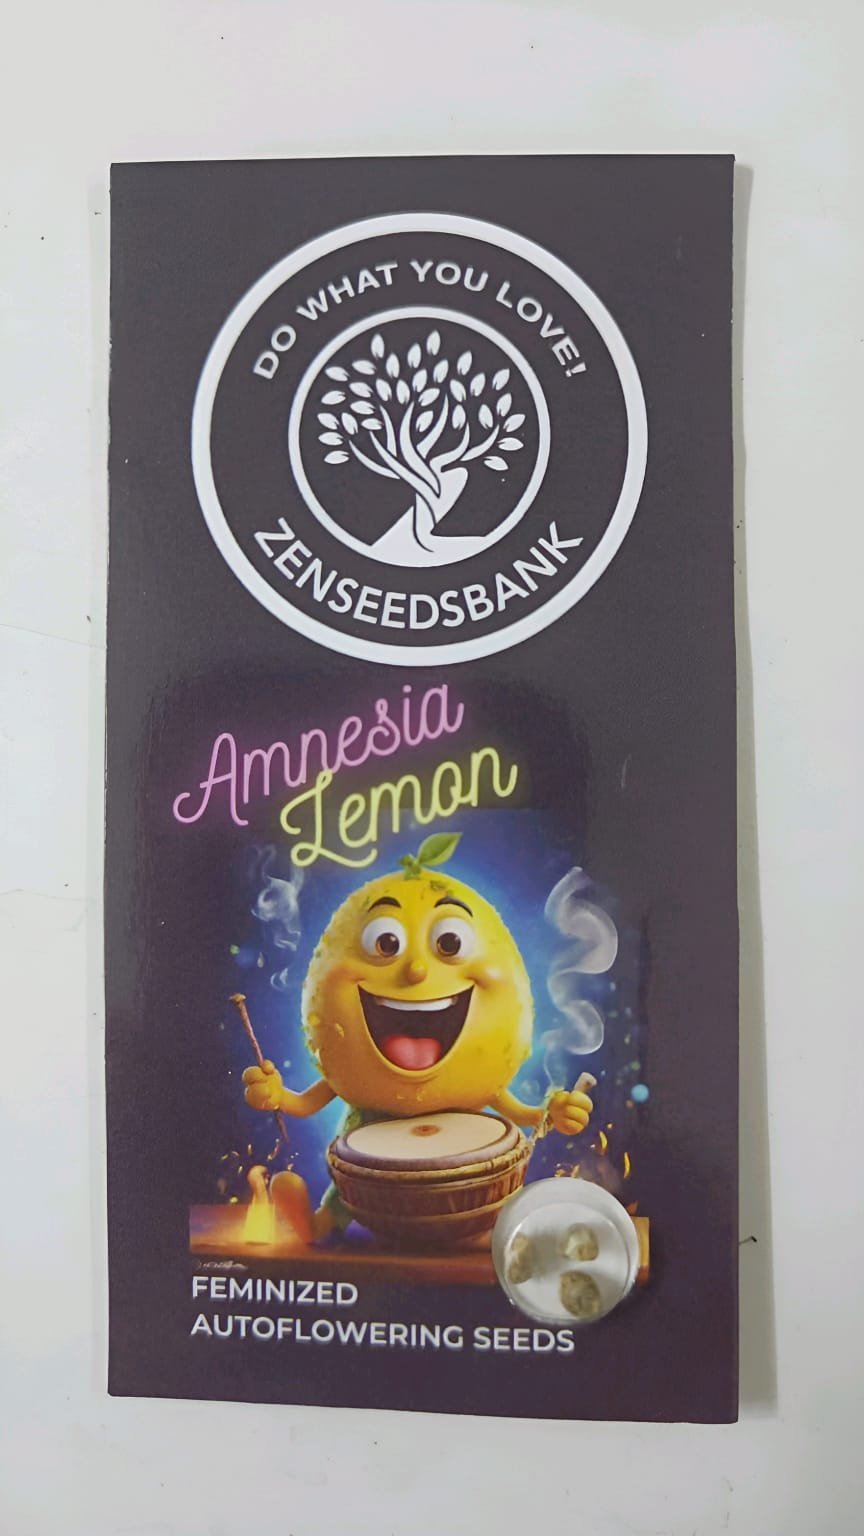 DO WHAT YOU LOVE!
ZENSEEDSBANK
Amnesia
Lemon
FEMINIZED
AUTOFLOWERING SEEDS